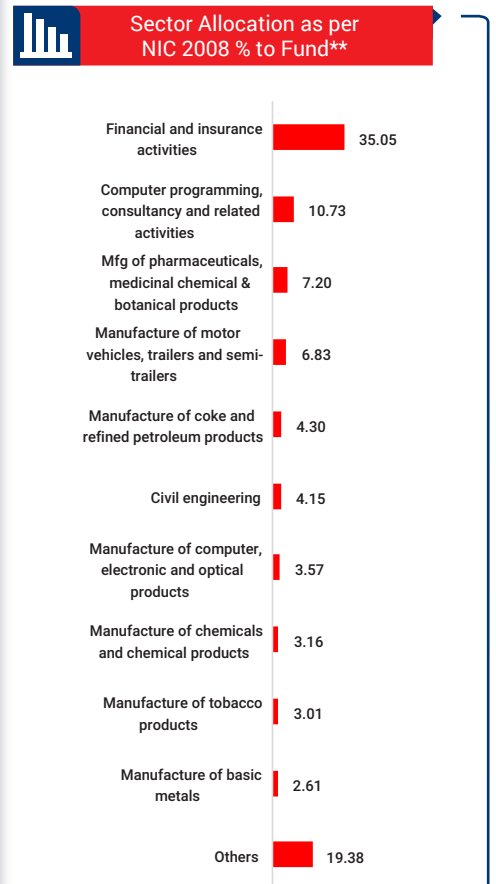 Sector Allocation as per
NIC 2008 % to Fund**
Financial and insurance
activities
35.05
Computer programming,
consultancy and related
activities
10.73
Mfg of pharmaceuticals,
medicinal chemical &
botanical products
7.20
Manufacture of motor
vehicles, trailers and semi-
trailers
6.83
Manufacture of coke and
refined petroleum products
4.30
Civil engineering
4.15
Manufacture of computer,
electronic and optical
products
3.57
Manufacture of chemicals
and chemical products
3.16
Manufacture of tobacco
products
3.01
Manufacture of basic
metals
2.61
Others
19.38